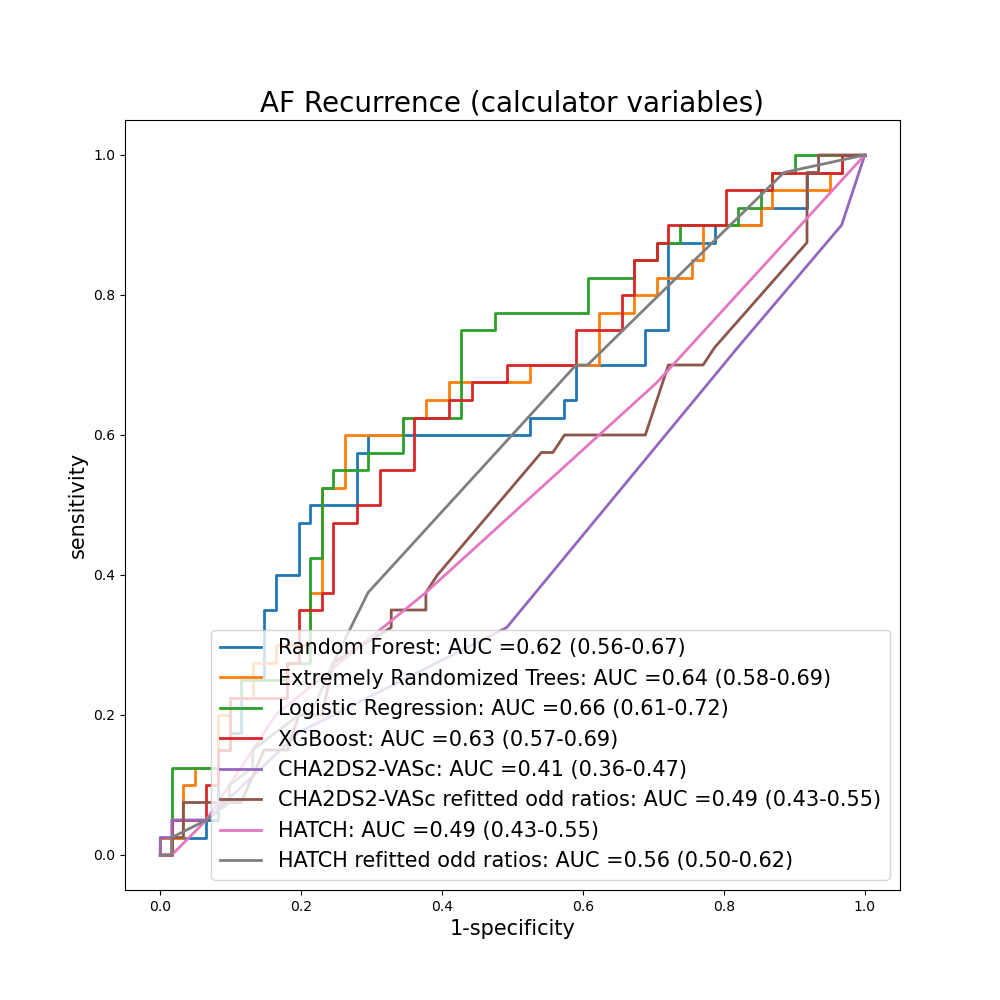 AF Recurrence (calculator variables)
1.0
0.8
0.6
0.4
0.2
0.0
sensitivity
Random Forest: AUC =0.62 (0.56-0.67)
Extremely Randomized Trees: AUC =0.64 (0.58-0.69)
Logistic Regression: AUC =0.66 (0.61-0.72)
XGBoost: AUC =0.63 (0.57-0.69)
CHA2DS2-VASc: AUC =0.41 (0.36-0.47)
CHA2DS2-VASc refitted odd ratios: AUC =0.49 (0.43-0.55)
HATCH: AUC =0.49 (0.43-0.55)
HATCH refitted odd ratios: AUC =0.56 (0.50-0.62)
0.0 0.2 0.4 0.6 0.8 1.0
1-specificity